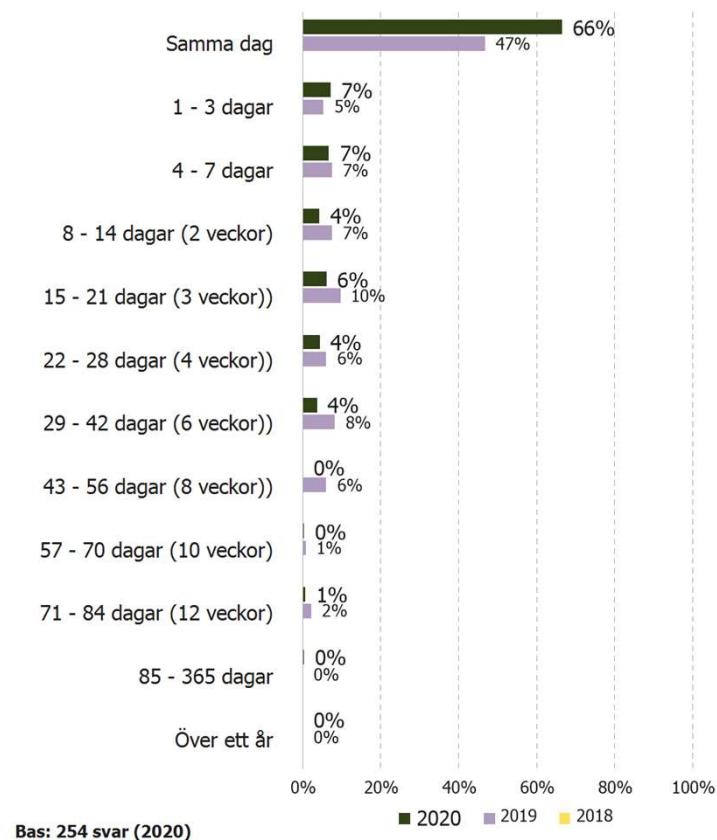 Samma dag
66%
47%
1 - 3 dagar
7%
5%
4 - 7 dagar
7%
7%
8 - 14 dagar (2 veckor)
4%
7%
15 - 21 dagar (3 veckor))
6%
10%
22 - 28 dagar (4 veckor))
4%
6%
29 - 42 dagar (6 veckor))
4%
8%
43 - 56 dagar (8 veckor))
0%
6%
57 - 70 dagar (10 veckor)
0%
1%
71 - 84 dagar (12 veckor)
1%
2%
85 - 365 dagar
0%
0%
Över ett år
0%
0%
0% 20% 40% 60% 80% 100%
2020 2019 2018
Bas: 254 svar (2020)